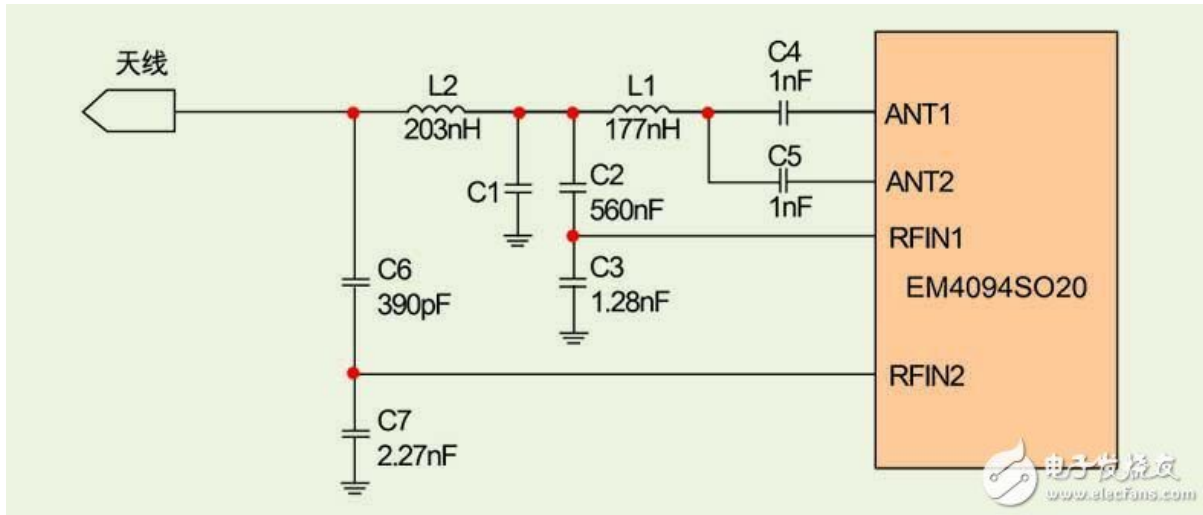 天线
L2
203nH
L1
177nH
C4
1nF
C5
1nF
C1
C2
560nF
C3
1.28nF
C6
390pF
C7
2.27nF
ANT1
ANT2
RFIN1
EM4094SO20
RFIN2
电子发烧友
www.elecfans.com